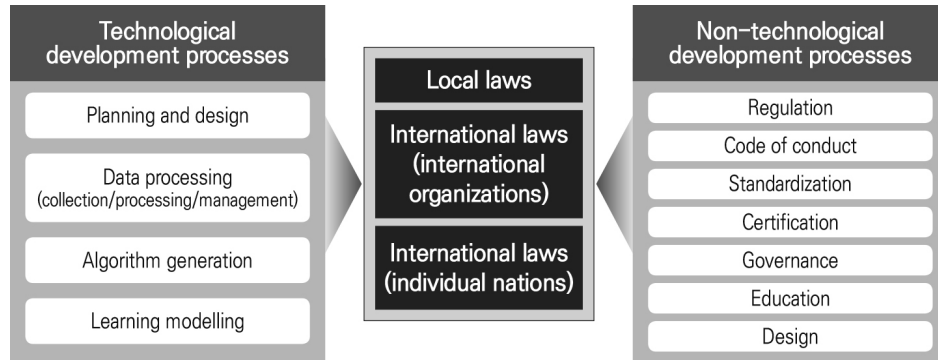 Technological
development processes
Planning and design
Data processing
(collection/processing/management)
Algorithm generation
Learning modelling
Local laws
International laws
(international
organizations)
International laws
(individual nations)
Non-technological
development processes
Regulation
Code of conduct
Standardization
Certification
Governance
Education
Design